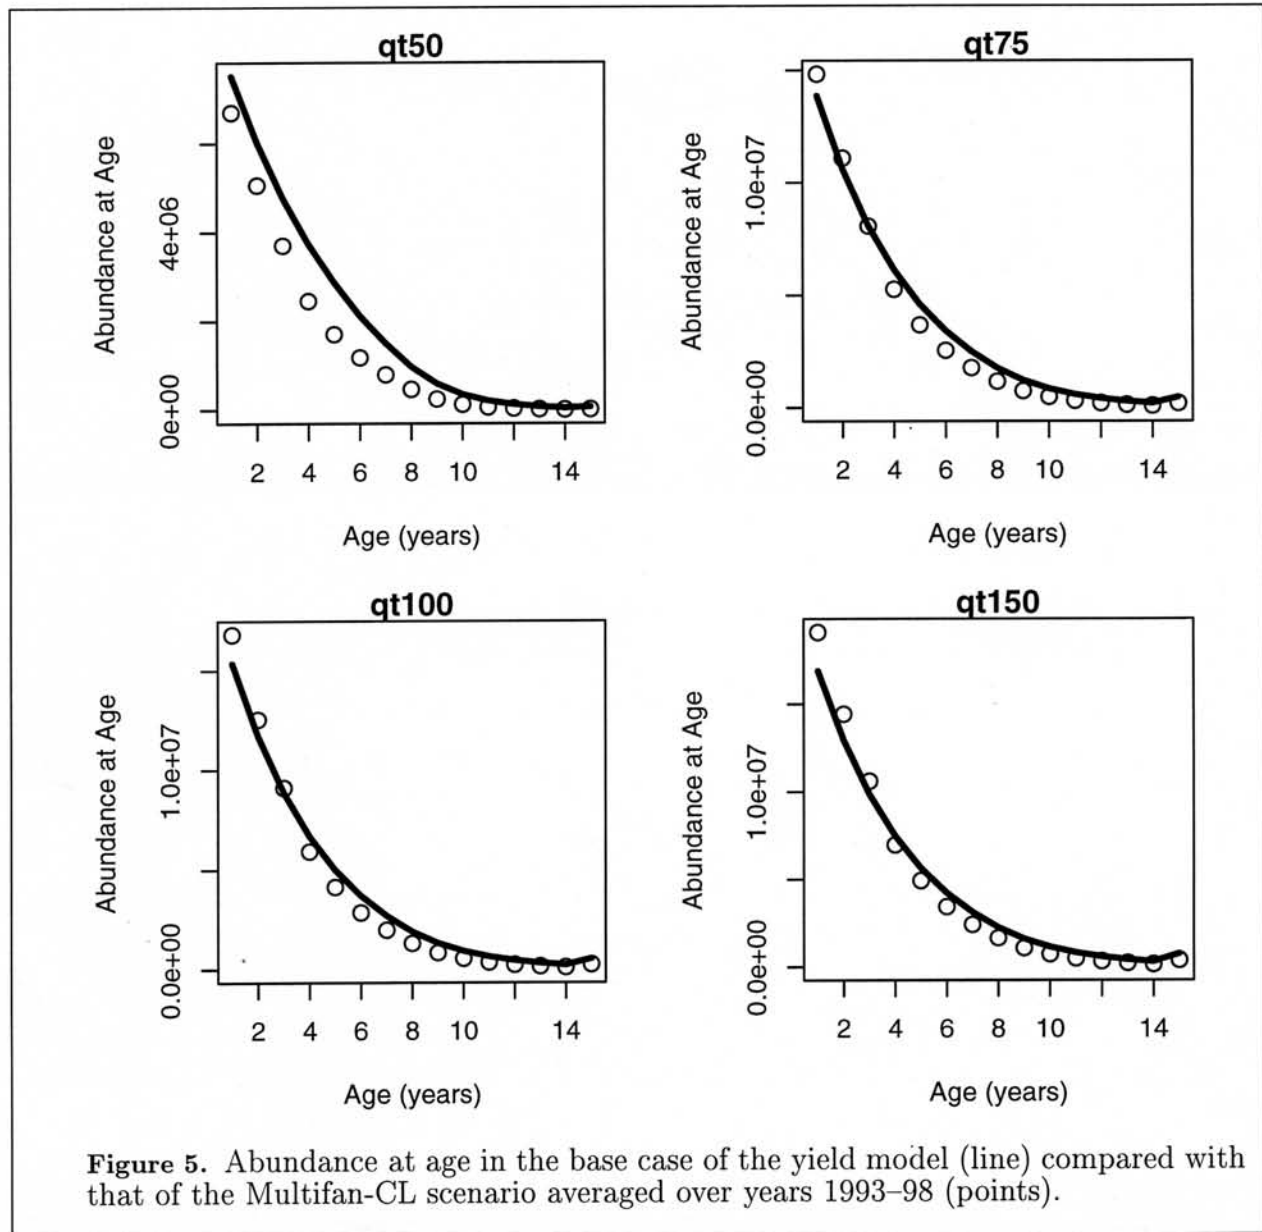 qt50
Abundance at Age
4e+06
0e+00
2 4 6 8 10 14
Age (years)
qt75
Abundance at Age
1.0e+07
0.0e+00
2 4 6 8 10 14
Age (years)
qt100
Abundance at Age
1.0e+07
0.0e+00
2 4 6 8 10 14
Age (years)
qt150
Abundance at Age
1.0e+07
0.0e+00
2 4 6 8 10 14
Age (years)
Figure 5. Abundance at age in the base case of the yield model (line) compared with
that of the Multifan-CL scenario averaged over years 1993–98 (points).